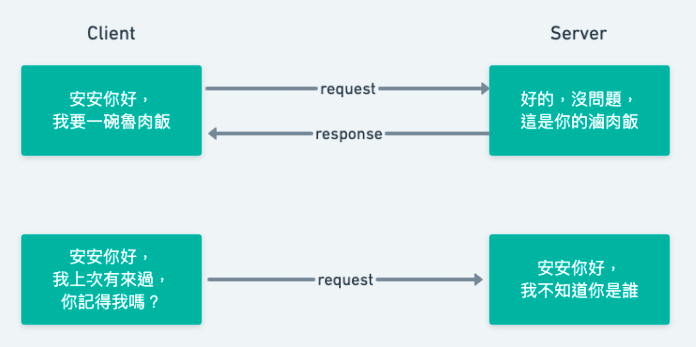 Client
Server
安安你好，
我要一碗魯肉飯
request
response
好的，沒問題，
這是你的滷肉飯
安安你好，
我上次有來過，
你記得我嗎？
request
安安你好，
我不知道你是誰